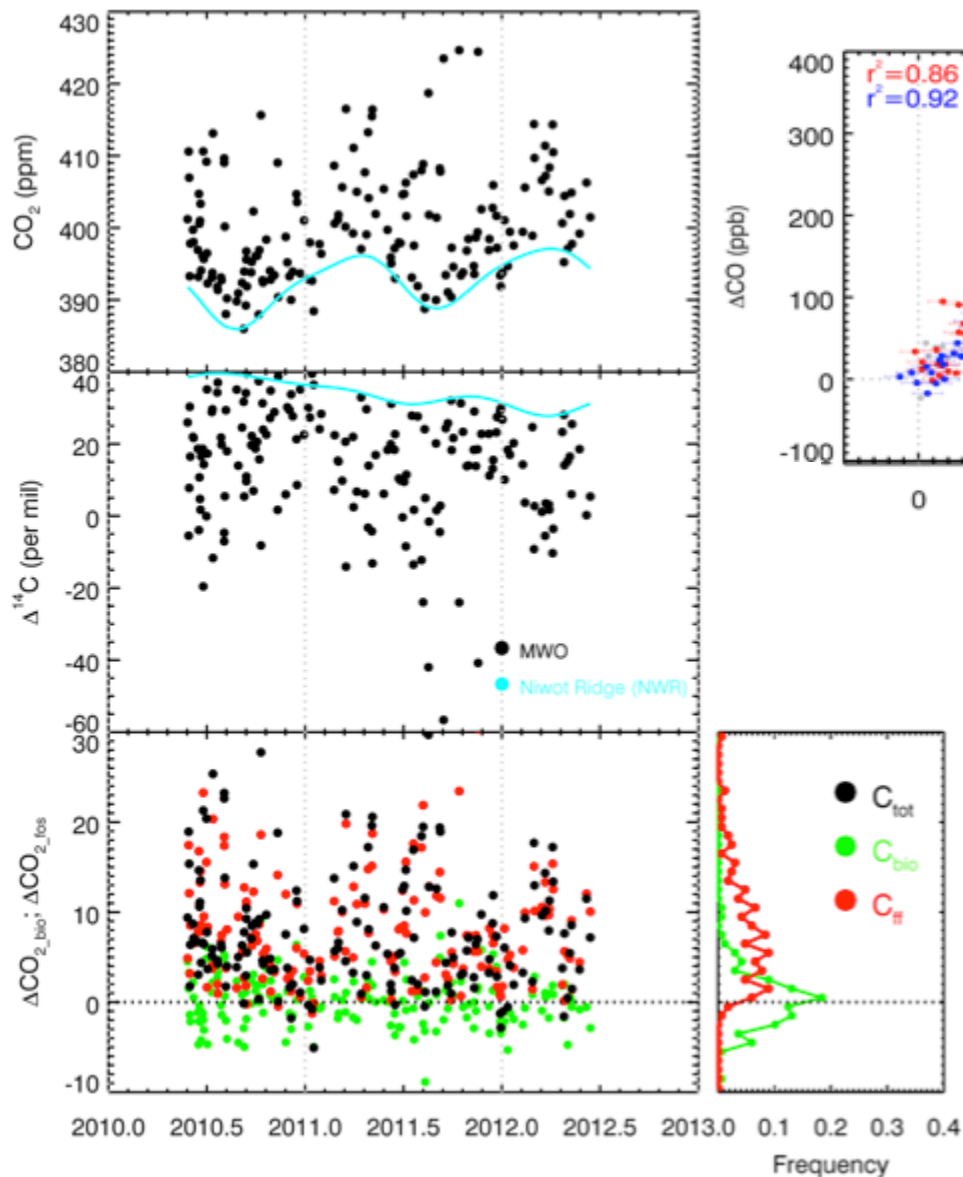 430
420
410
400
390
380
CO2 (ppm)
40
20
0
-20
-40
-60
Δ14C (per mil)
MWO
Niwot Ridge (NWR)
30
20
10
0
-10
ΔCO2_bio; ΔCO2_fos
2010.0 2010.5 2011.0 2011.5 2012.0 2012.5 2013.0
Ctot
Cbio
Cff
0.1 0.2 0.3 0.4
Frequency
r2=0.86
r2=0.92
400
300
200
100
0
-100
ΔCO (ppb)
0